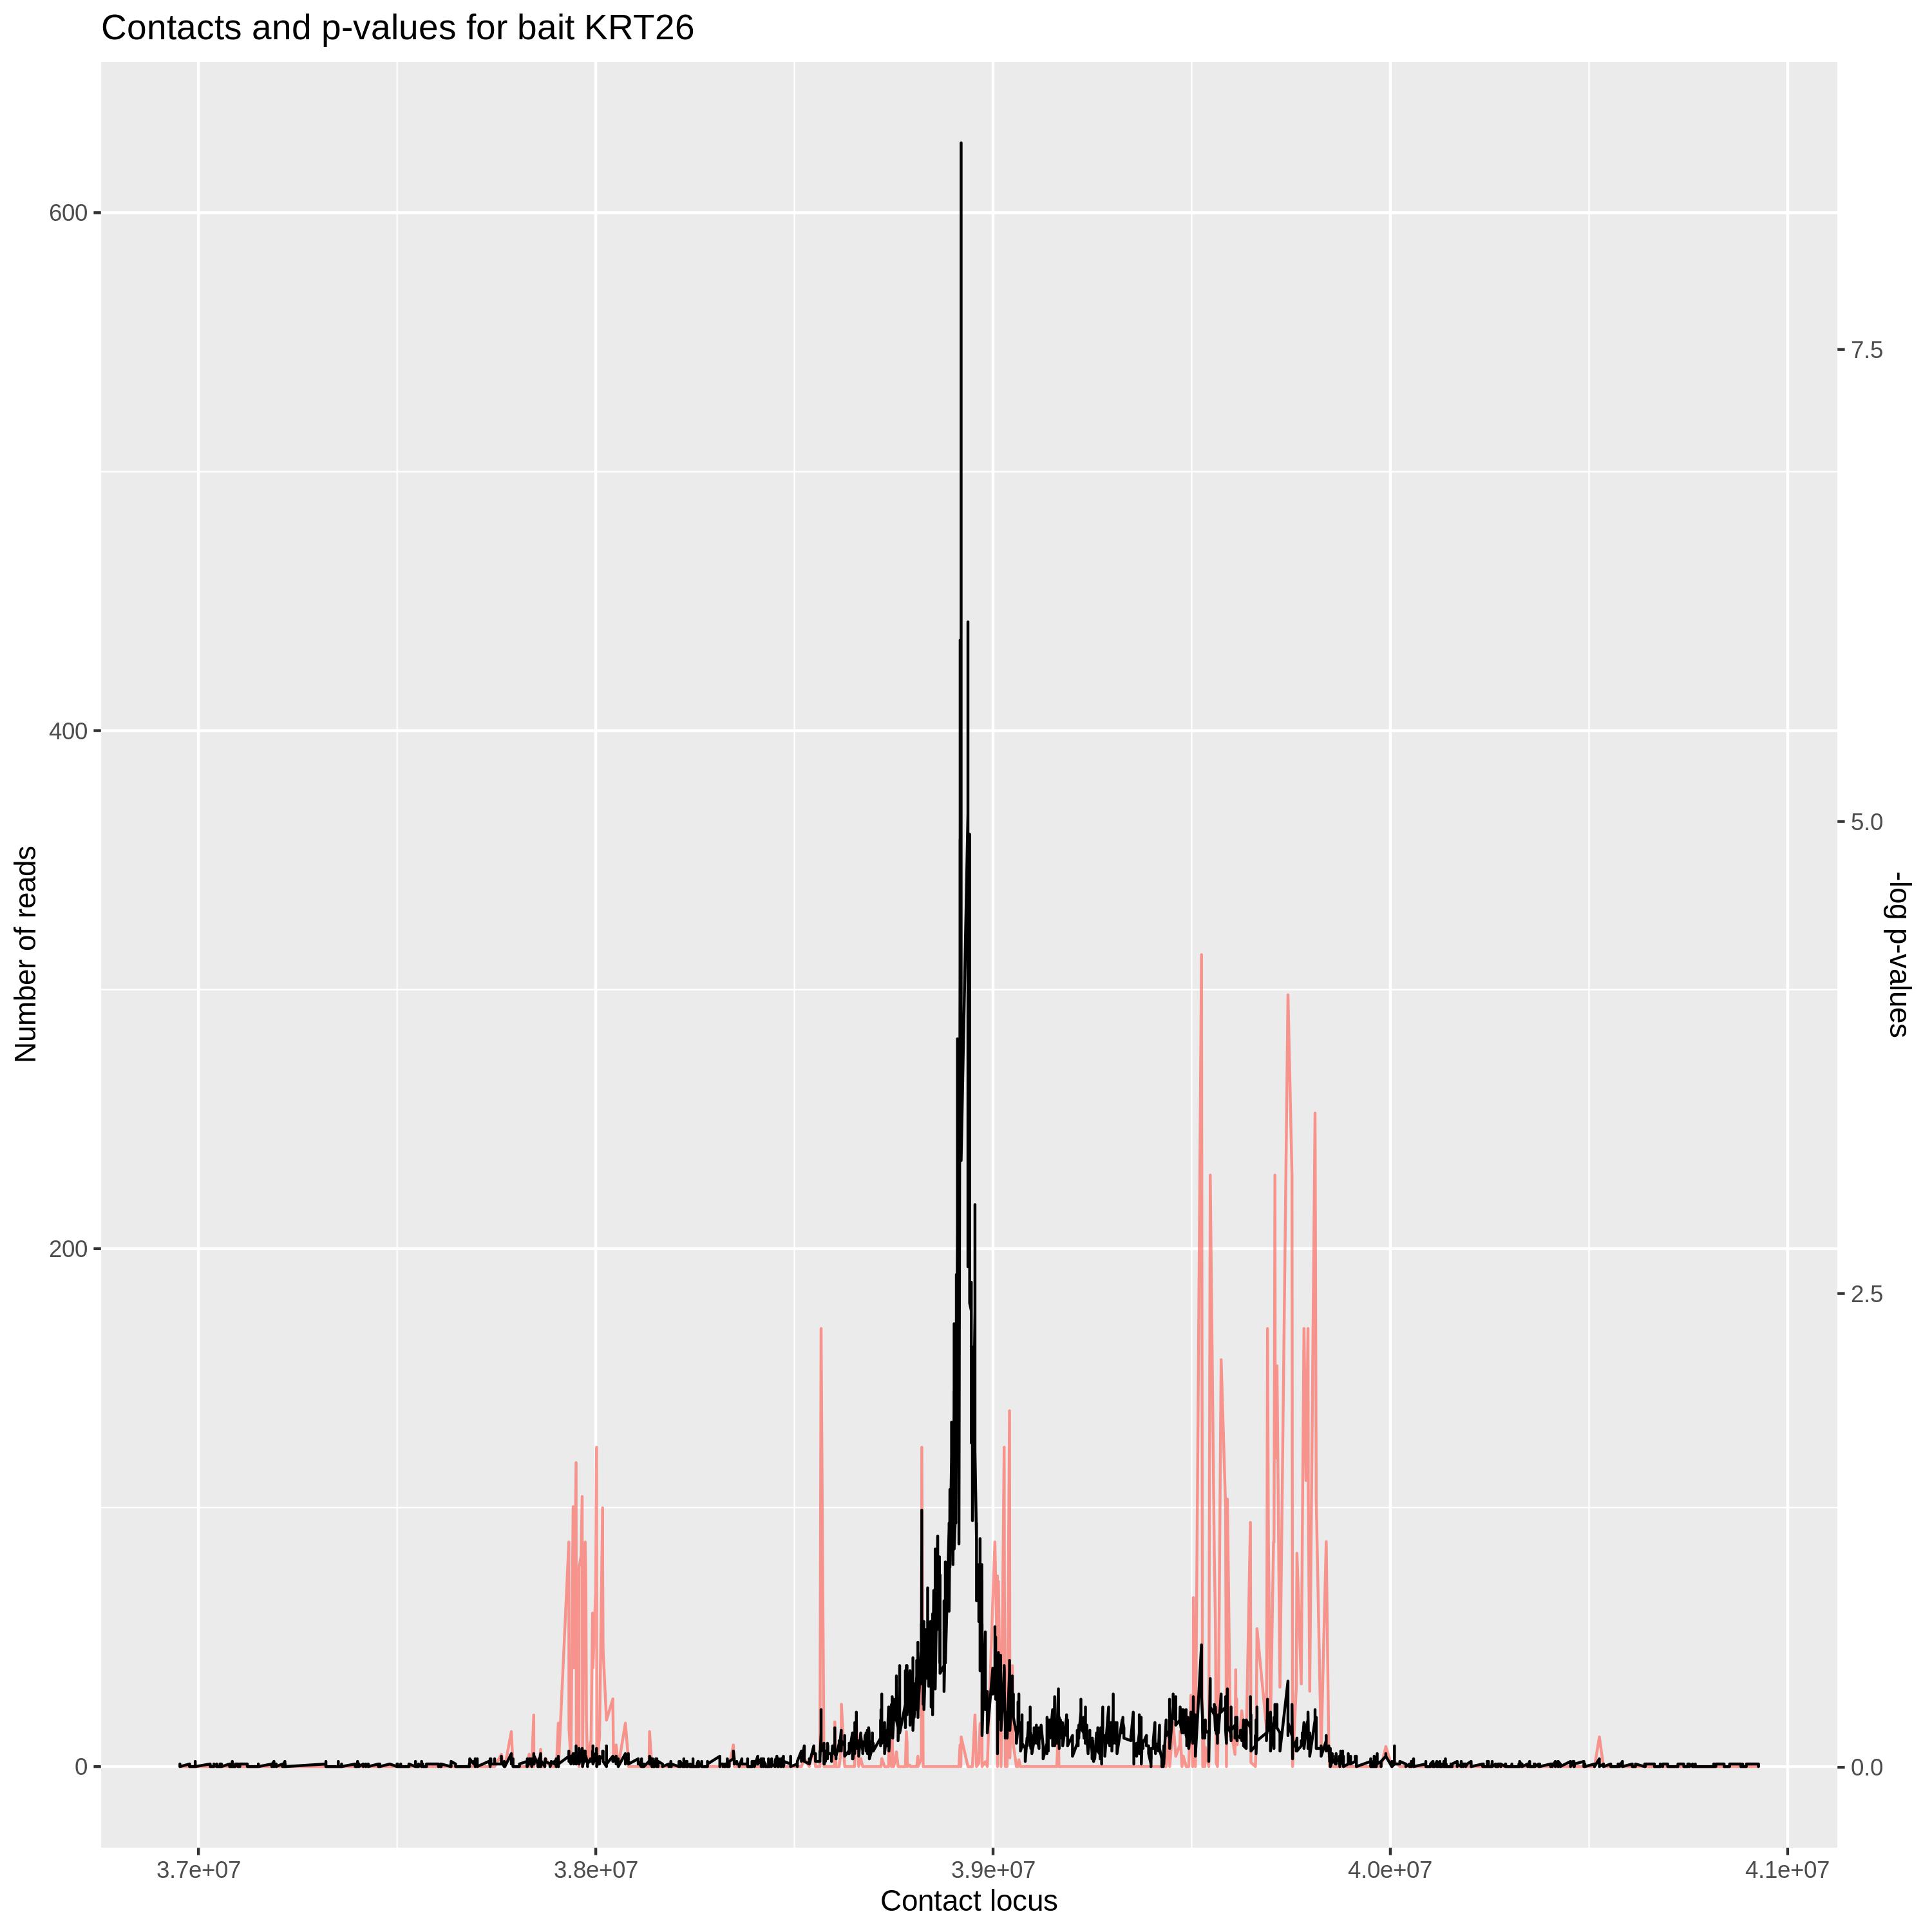 Contacts and p-values for bait KRT26
600
400
200
0
Number of reads
7.5
5.0
2.5
0.0
-log p-values
3.7e+07 3.8e+07 3.9e+07 4.0e+07 4.1e+07
Contact locus